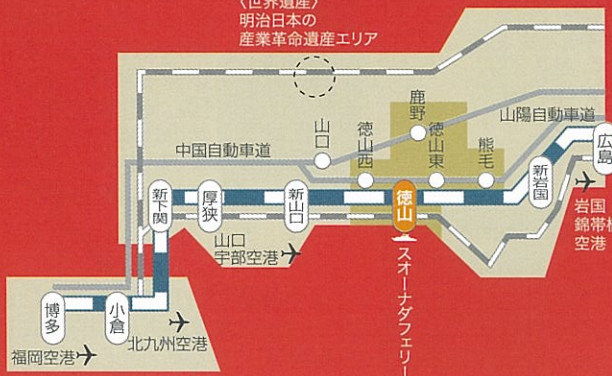 〈世界遺産〉
明治日本の
産業革命遺産エリア
鹿野
山陽自動車道
山口
徳山西
徳山東
熊毛
中国自動車道
広島
新岩国
新下関
厚狭
新山口
徳山
岩国
錦帯橋
空港
山口
宇部空港
スオーナダフェリー
博多
小倉
北九州空港
福岡空港